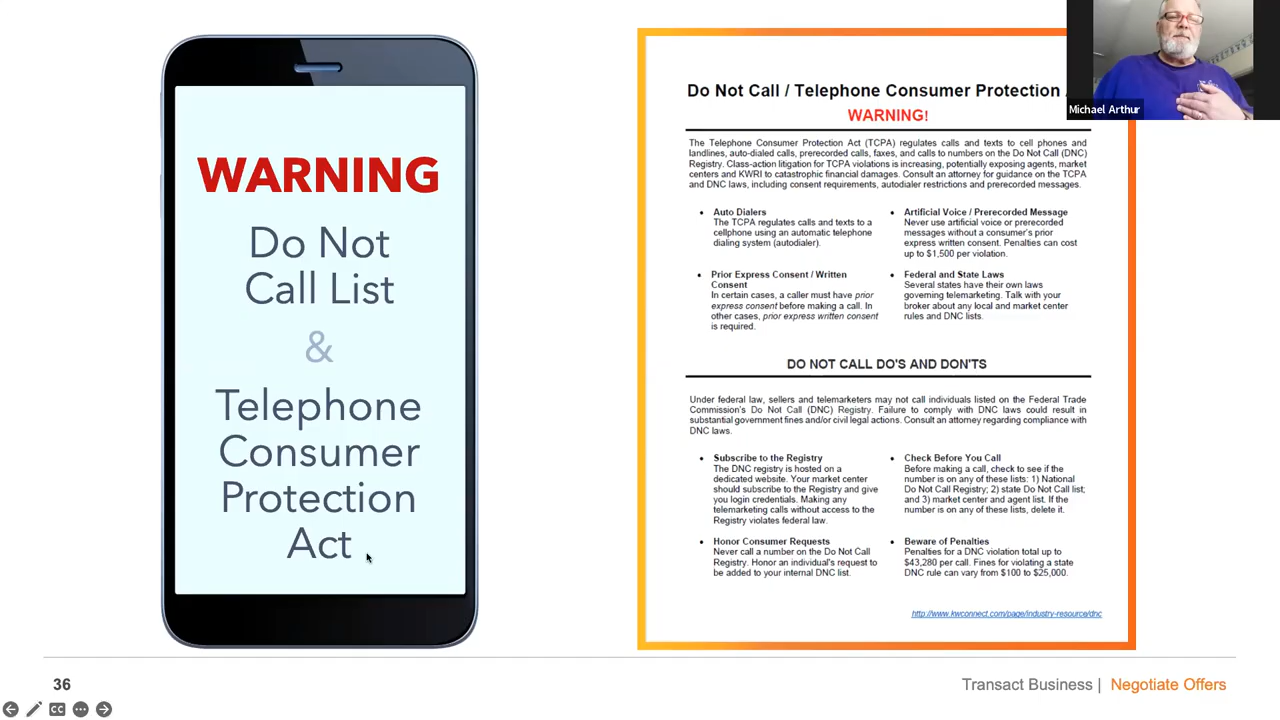 WARNING
Do Not
Call List
&
Telephone
Consumer
Protection
Act
Do Not Call / Telephone Consumer Protection
WARNING!
The Telephone Consumer Protection Act (TCPA) regulates calls and texts to cell phones and
landlines, auto-dialed calls, prerecorded calls, faxes, and calls to numbers on the Do Not Call (DNC)
Registry. Class-action litigation for TCPA violations is increasing, potentially exposing agents, market
centers and KWRI to catastrophic financial damages. Consult an attorney for guidance on the TCPA
and DNC laws, including consent requirements, autodialer restrictions and prerecorded messages.
• Auto Dialers
The TCPA regulates calls and texts to a
cellphone using an automatic telephone
dialing system (autodialer).
• Prior Express Consent / Written
Consent
In certain cases, a caller must have prior
express consent before making a call. In
other cases, prior express written consent
is required.
• Artificial Voice / Prerecorded Message
Never use artificial voice or prerecorded
messages without a consumer's prior
express written consent. Penalties can cost
up to $1,500 per violation.
• Federal and State Laws
Several states have their own laws
governing telemarketing. Talk with your
broker about any local and market center
rules and DNC lists.
DO NOT CALL DO'S AND DON'TS
Under federal law, sellers and telemarketers may not call individuals listed on the Federal Trade
Commission's Do Not Call (DNC) Registry. Failure to comply with DNC laws could result in
substantial government fines and/or civil legal actions. Consult an attorney regarding compliance with
DNC laws.
• Subscribe to the Registry
The DNC registry is hosted on a
dedicated website. Your market center
should subscribe to the Registry and give
you login credentials. Making any
telemarketing calls without access to the
Registry violates federal law.
• Honor Consumer Requests
Never call a number on the Do Not Call
Registry. Honor an individual's request to
be added to your internal DNC list.
• Check Before You Call
Before making a call, check to see if the
number is on any of these lists: 1) National
Do Not Call Registry; 2) state Do Not Call list;
and 3) market center and agent list. If the
number is on any of these lists, delete it.
• Beware of Penalties
Penalties for a DNC violation total up to
$43,280 per call. Fines for violating a state
DNC rule can vary from $100 to $25,000.
http://www.kwconnect.com/page/industry-resource/dnc
Michael Arthur
36
Transact Business | Negotiate Offers
CC